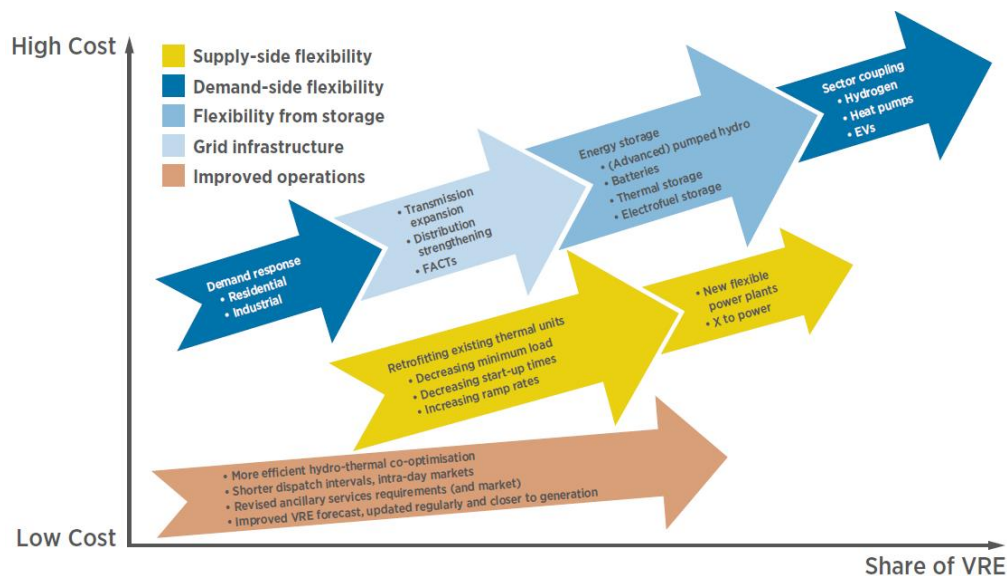 High Cost
Supply-side flexibility
Demand-side flexibility
Flexibility from storage
Grid infrastructure
Improved operations
Demand response
• Residential
• Industrial
• Transmission
expansion
• Distribution
strengthening
• FACTs
Energy storage
• (Advanced) pumped hydro
• Batteries
• Thermal storage
• Electrofuel storage
Sector coupling
• Hydrogen
• Heat pumps
• EVs
Retrofitting existing thermal units
• Decreasing minimum load
• Decreasing start-up times
• Increasing ramp rates
• New flexible
power plants
• X to power
• More efficient hydro-thermal co-optimisation
• Shorter dispatch intervals, intra-day markets
• Revised ancillary services requirements (and market)
• Improved VRE forecast, updated regularly and closer to generation
Low Cost
Share of VRE